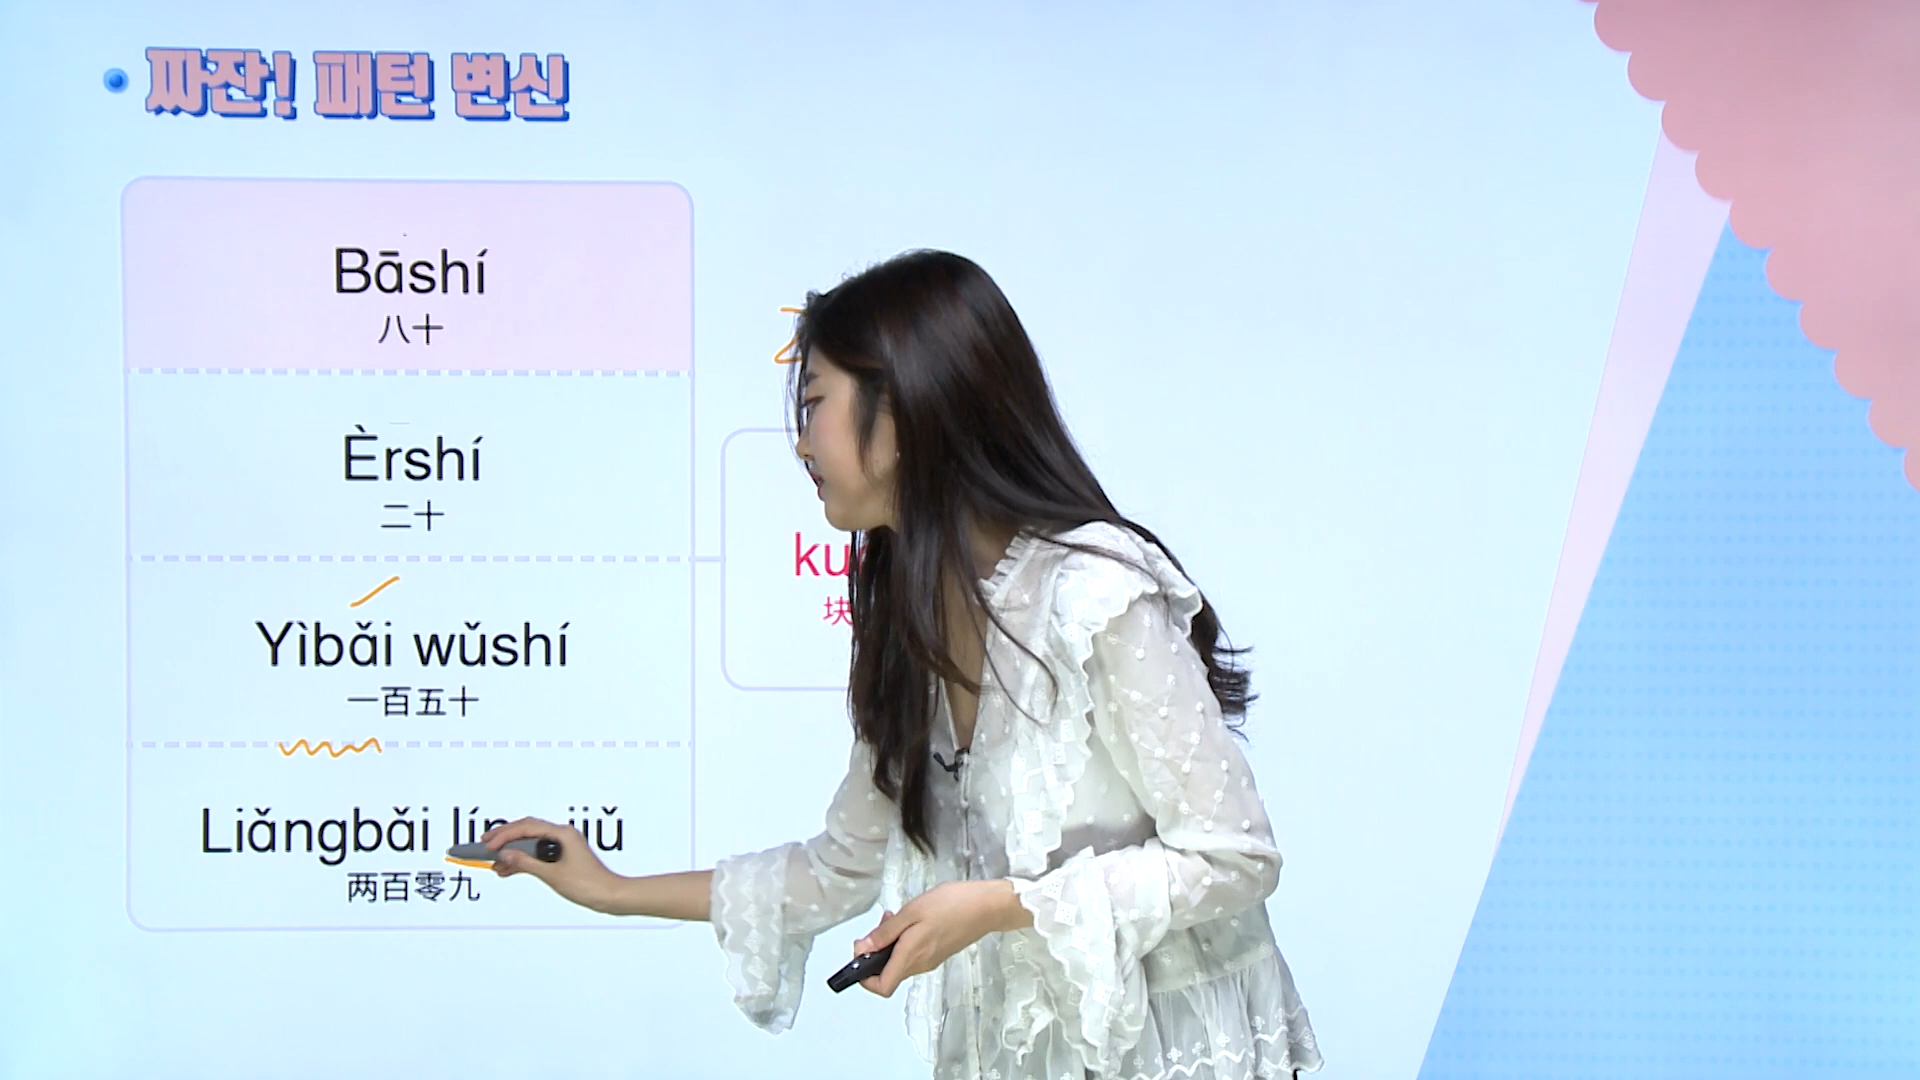 짜잔! 패턴 변신
Bāshí
八十
Èrshí
二十
Yìbǎi wǔshí
一百五十
块
Liǎngbǎi
两百零九